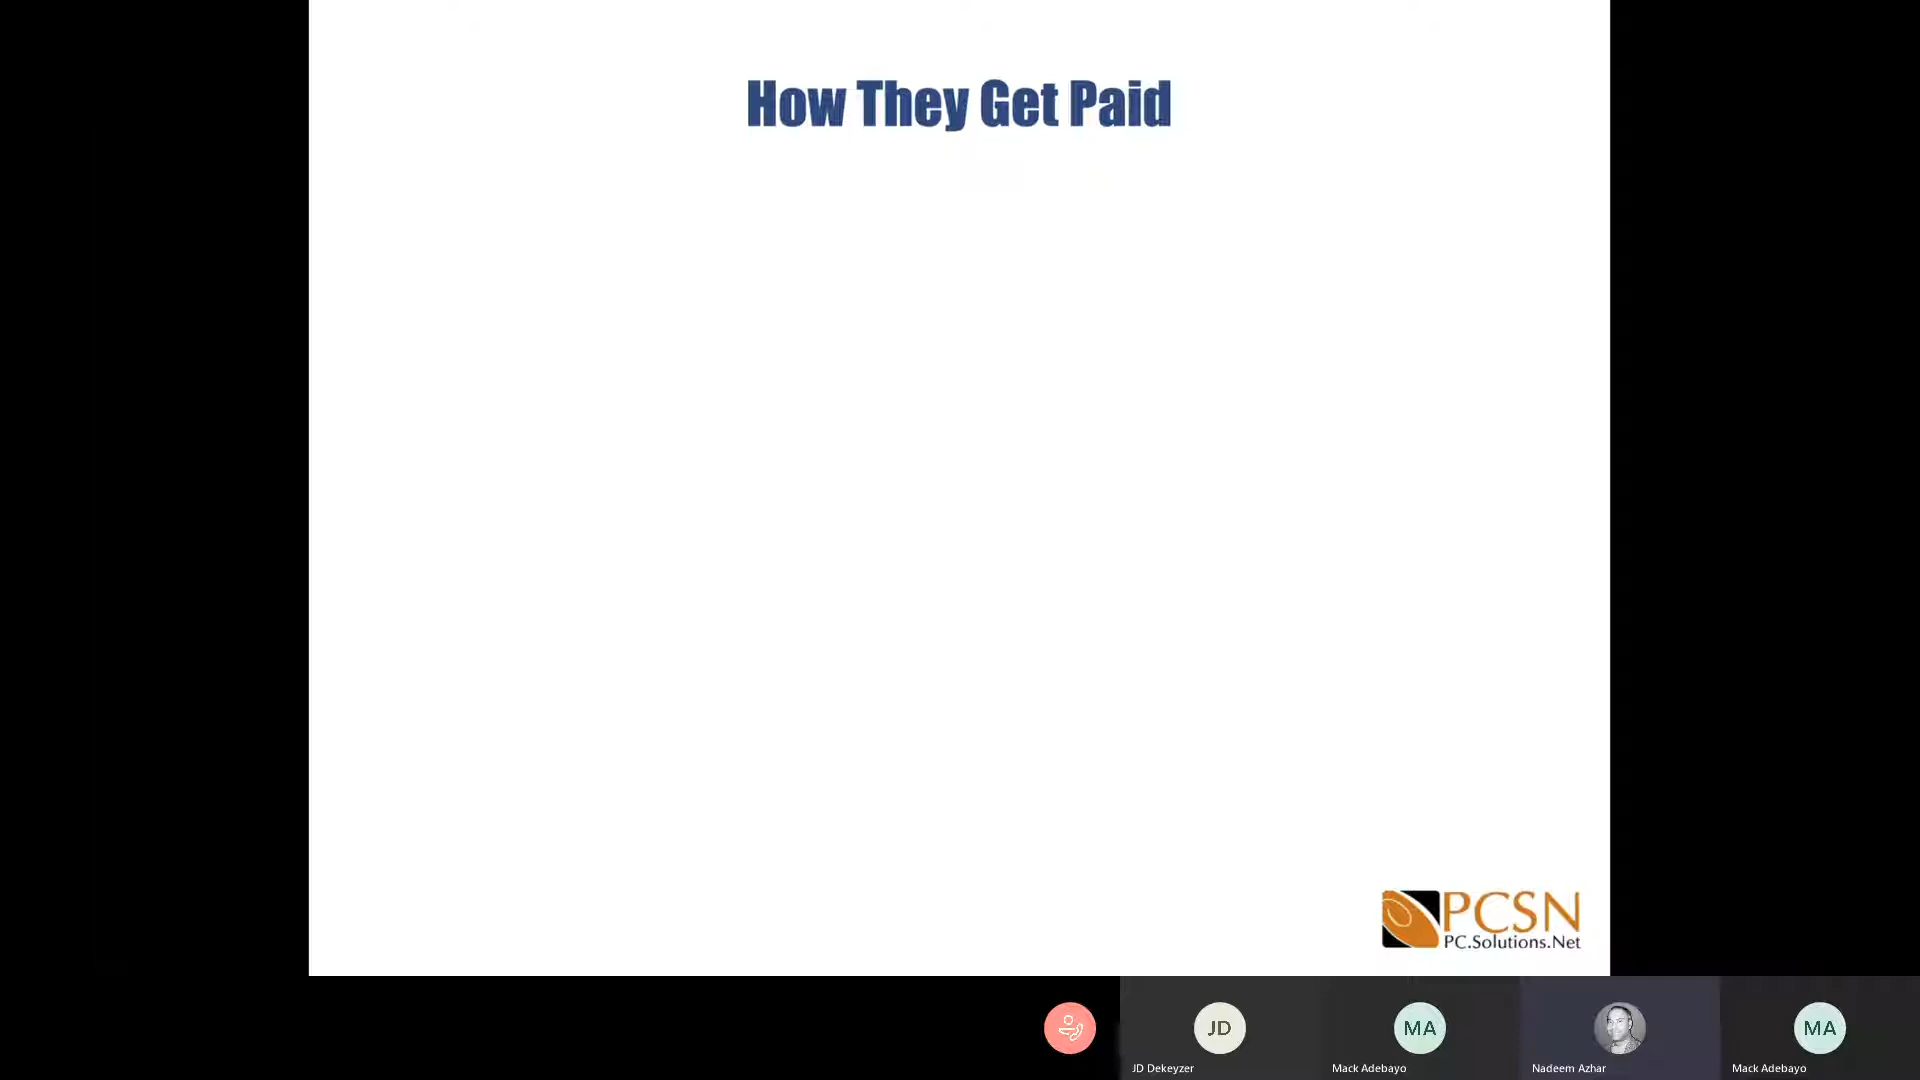 How They Get Paid
PCSN
PC.Solutions.Net
JD
MA
MA
JD Dekeyzer
Mack Adebayo
Nadeem Azhar
Mack Adebayo